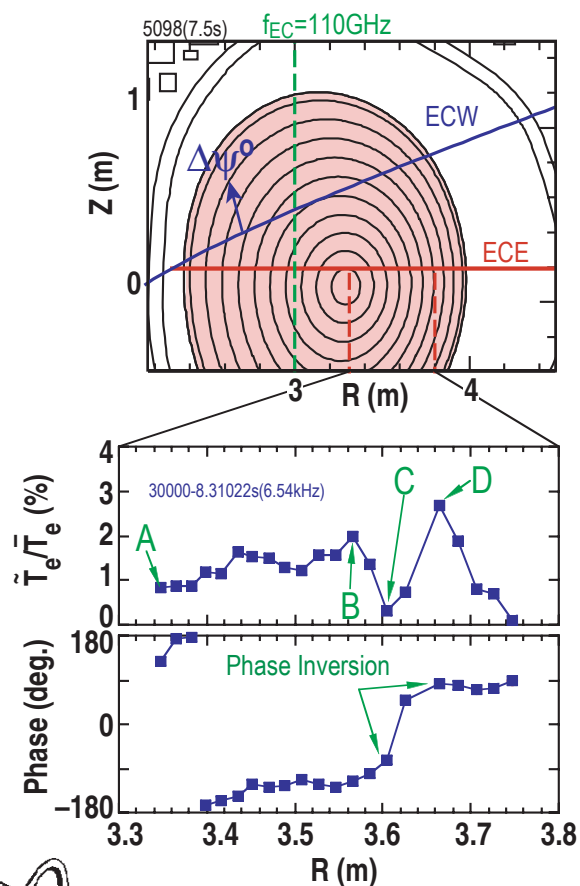 5098(7.5s) f_EC=110GHz
1
ECW
Δψ⁰
Z (m)
ECE
0
3 R (m) 4
4
30000-8.31022s(6.54kHz)
C
D
3
A
2
T̃e/T̄e (%)
1
B
0
180
Phase Inversion
Phase (deg.)
0
−180
3.3 3.4 3.5 3.6 3.7 3.8
R (m)